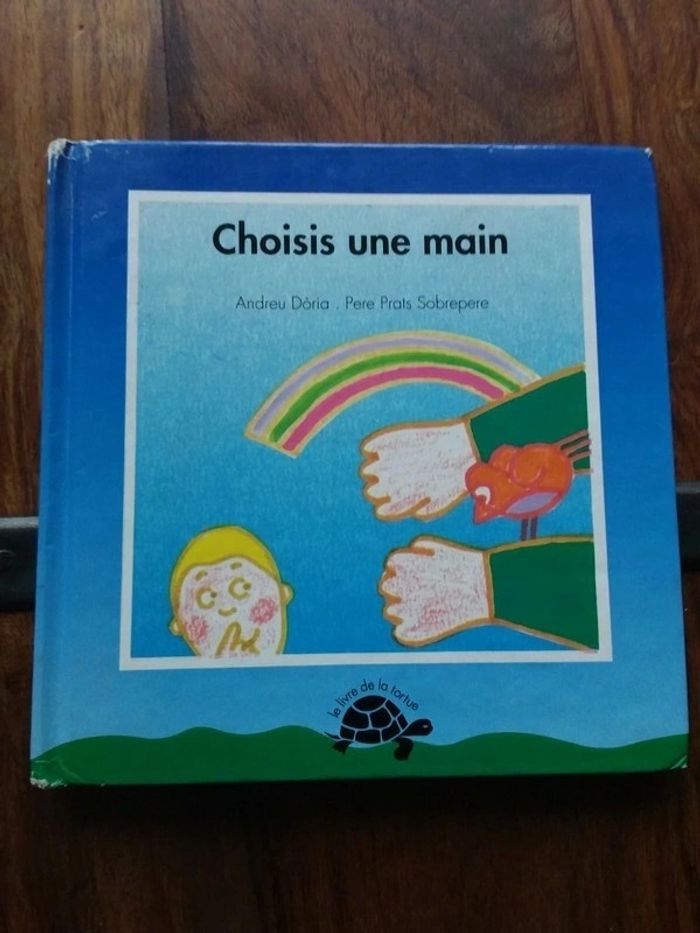 Choisis une main
Andreu Dòria . Pere Prats Sobrepere
le livre de la tortue